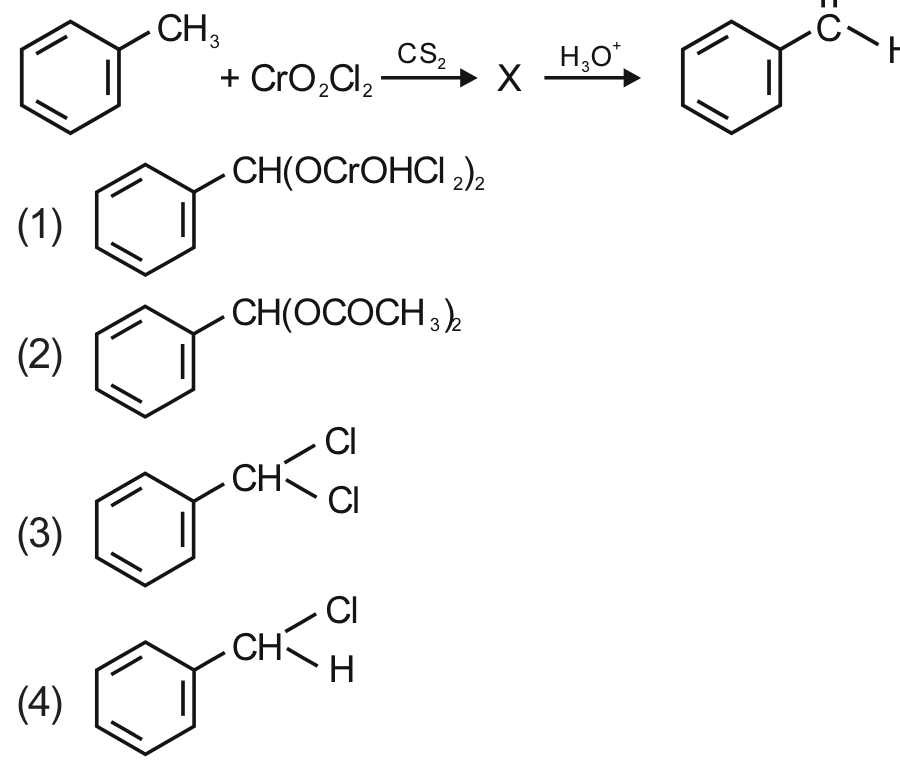 CH₃
+ CrO₂Cl₂ CS₂ X H₃O⁺ C H
(1) CH(OCrOHCl₂)₂
(2) CH(OCOCH₃)₂
(3) CH Cl Cl
(4) CH Cl H